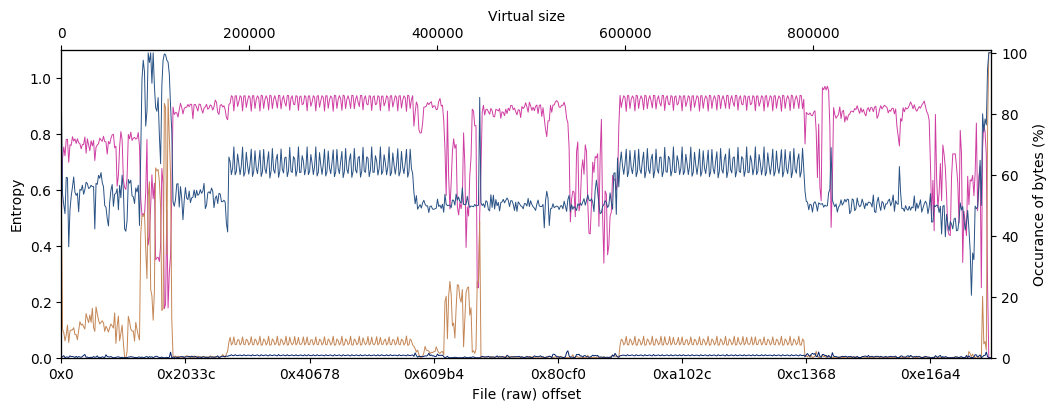 Virtual size
0 200000 400000 600000 800000
1.0
0.8
0.6
0.4
0.2
0.0
Entropy
100
80
60
40
20
0
Occurance of bytes (%)
0x0 0x2033c 0x40678 0x609b4 0x80cf0 0xa102c 0xc1368 0xe16a4
File (raw) offset